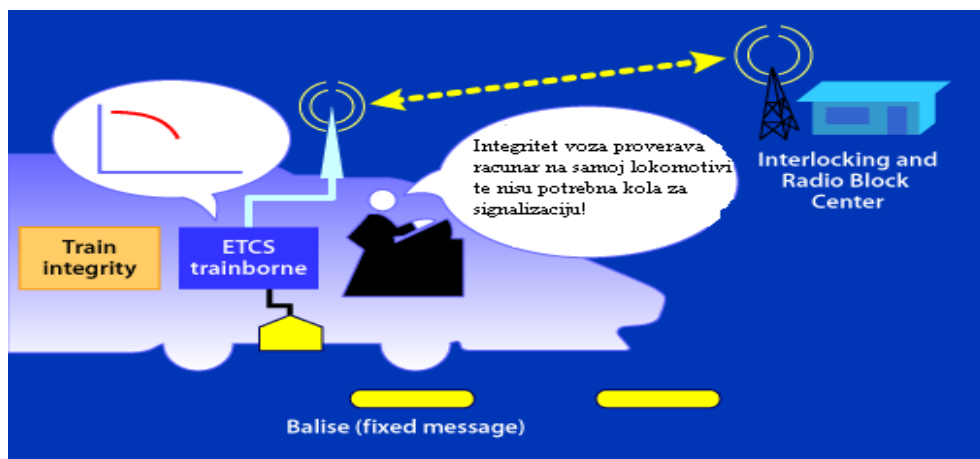 Integritet voza proverava
racunar na samoj lokomotivi
te nisu potrebna kola za
signalizaciju!
Interlocking and
Radio Block
Center
Train
integrity
ETCS
trainborne
Balise (fixed message)